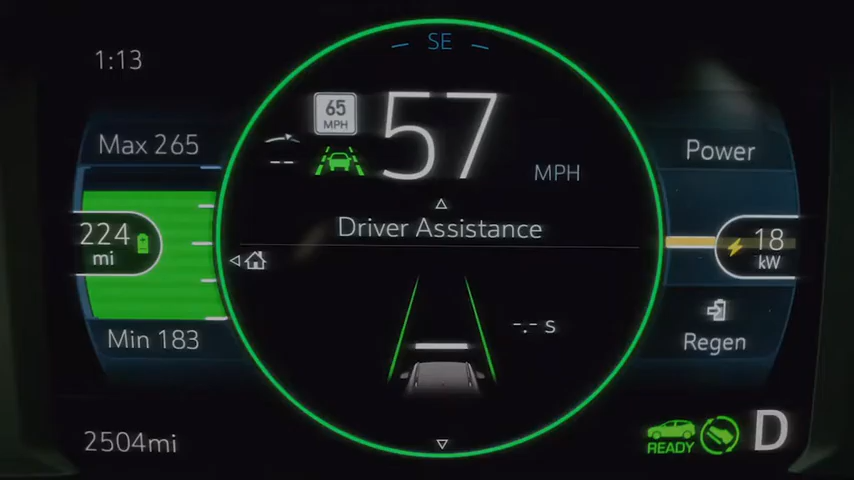 SE
1:13
65
MPH
57
MPH
--
Max 265
224
mi
Min 183
Driver Assistance
-.- s
Power
18
kW
Regen
2504mi
READY
D